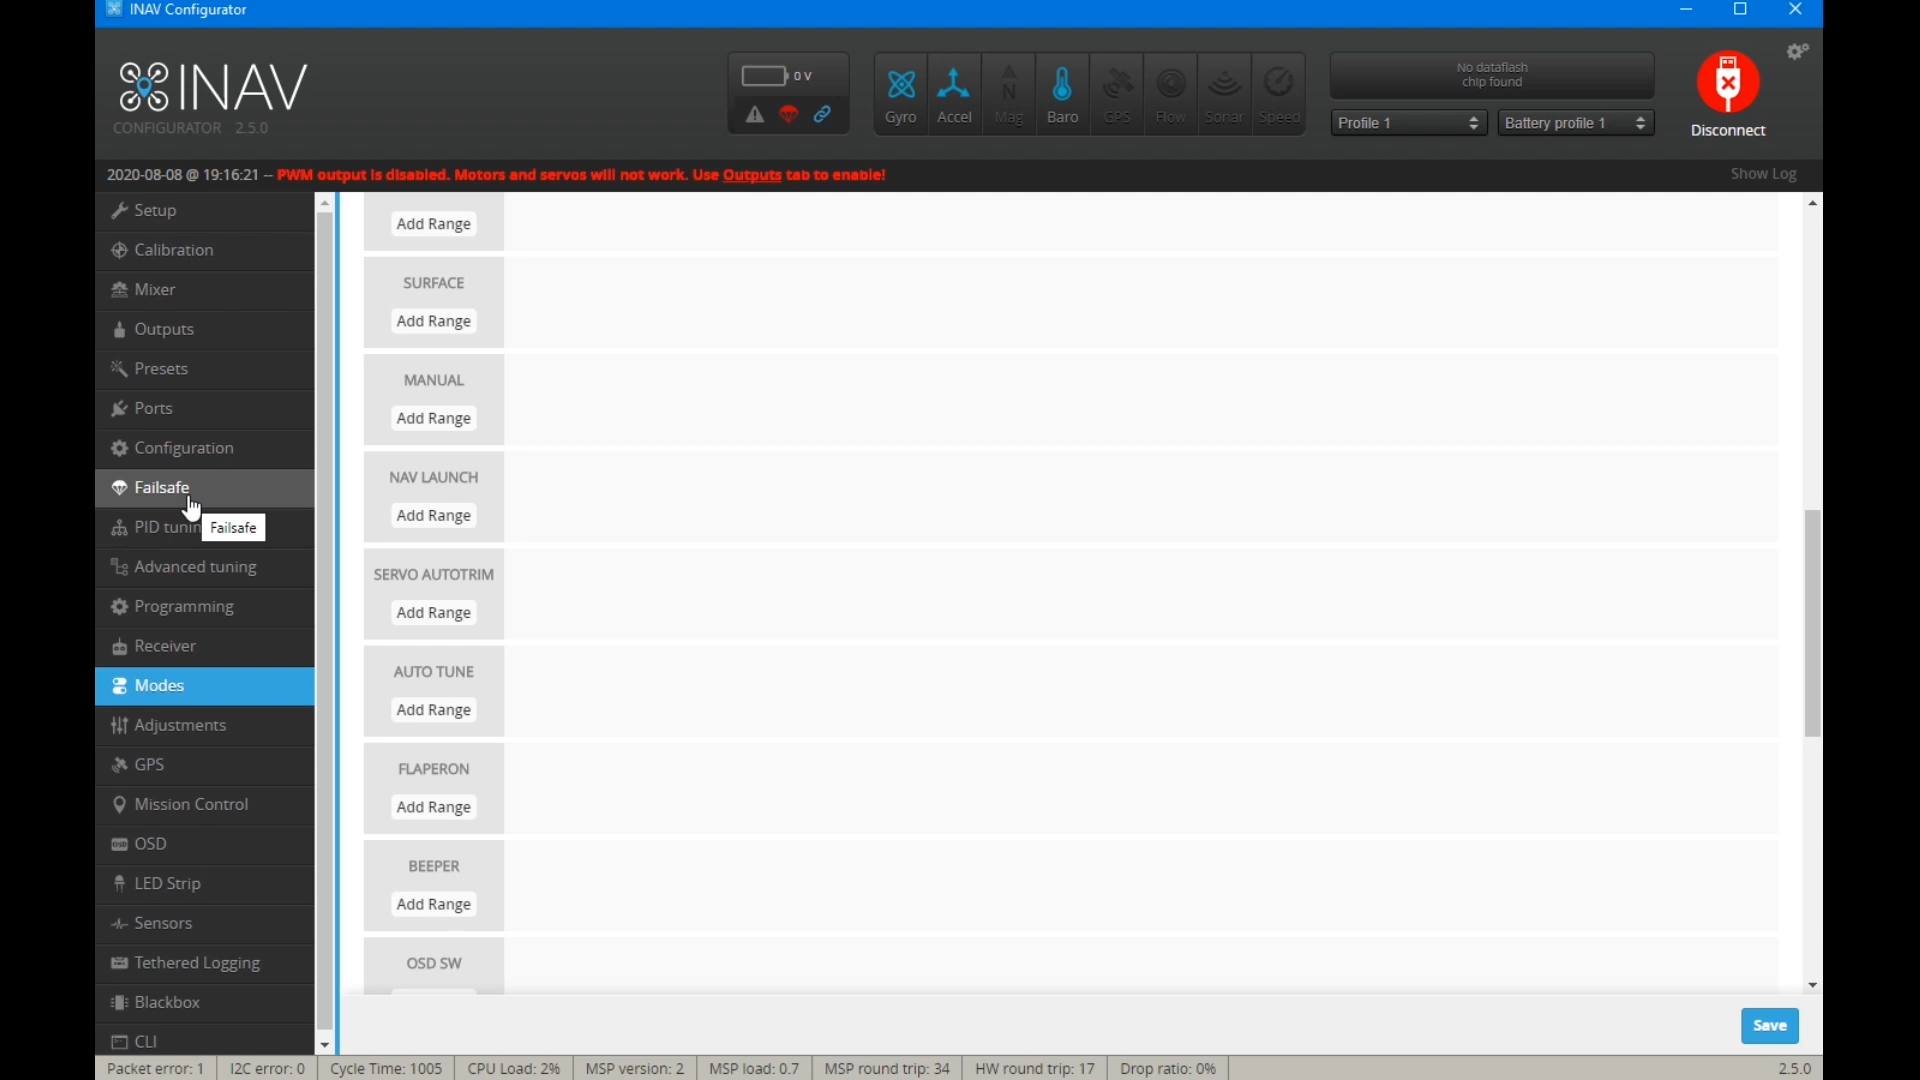 INAV Configurator
INAV
CONFIGURATOR 2.5.0
0 V
Gyro
Accel
Mag
Baro
GPS
Flow
Sonar
Speed
No dataflash
chip found
Profile 1
Battery profile 1
Disconnect
2020-08-08 @ 19:16:21 -- PWM output is disabled. Motors and servos will not work. Use Outputs tab to enable!
Show Log
Setup
Calibration
Mixer
Outputs
Presets
Ports
Configuration
Failsafe
PID tunin
Failsafe
Advanced tuning
Programming
Receiver
Modes
Adjustments
GPS
Mission Control
OSD
LED Strip
Sensors
Tethered Logging
Blackbox
CLI
Add Range
SURFACE
Add Range
MANUAL
Add Range
NAV LAUNCH
Add Range
SERVO AUTOTRIM
Add Range
AUTO TUNE
Add Range
FLAPERON
Add Range
BEEPER
Add Range
OSD SW
Save
Packet error: 1
I2C error: 0
Cycle Time: 1005
CPU Load: 2%
MSP version: 2
MSP load: 0.7
MSP round trip: 34
HW round trip: 17
Drop ratio: 0%
2.5.0